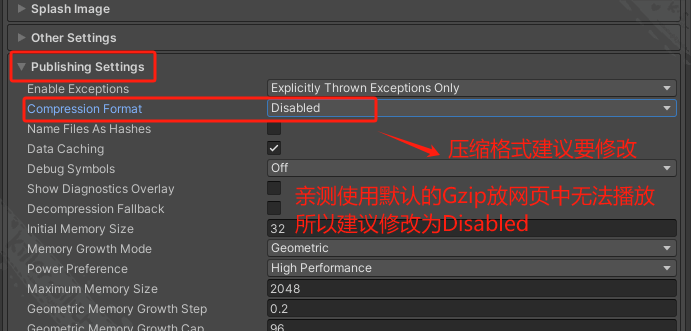 Splash Image
Other Settings
Publishing Settings
Enable Exceptions Explicitly Thrown Exceptions Only
Compression Format Disabled
Name Files As Hashes
Data Caching
压缩格式建议要修改
Debug Symbols Off
Show Diagnostics Overlay
亲测使用默认的Gzip放网页中无法播放
Decompression Fallback
所以建议修改为Disabled
Initial Memory Size 32
Memory Growth Mode Geometric
Power Preference High Performance
Maximum Memory Size 2048
Geometric Memory Growth Step 0.2
Geometric Memory Growth Cap 96